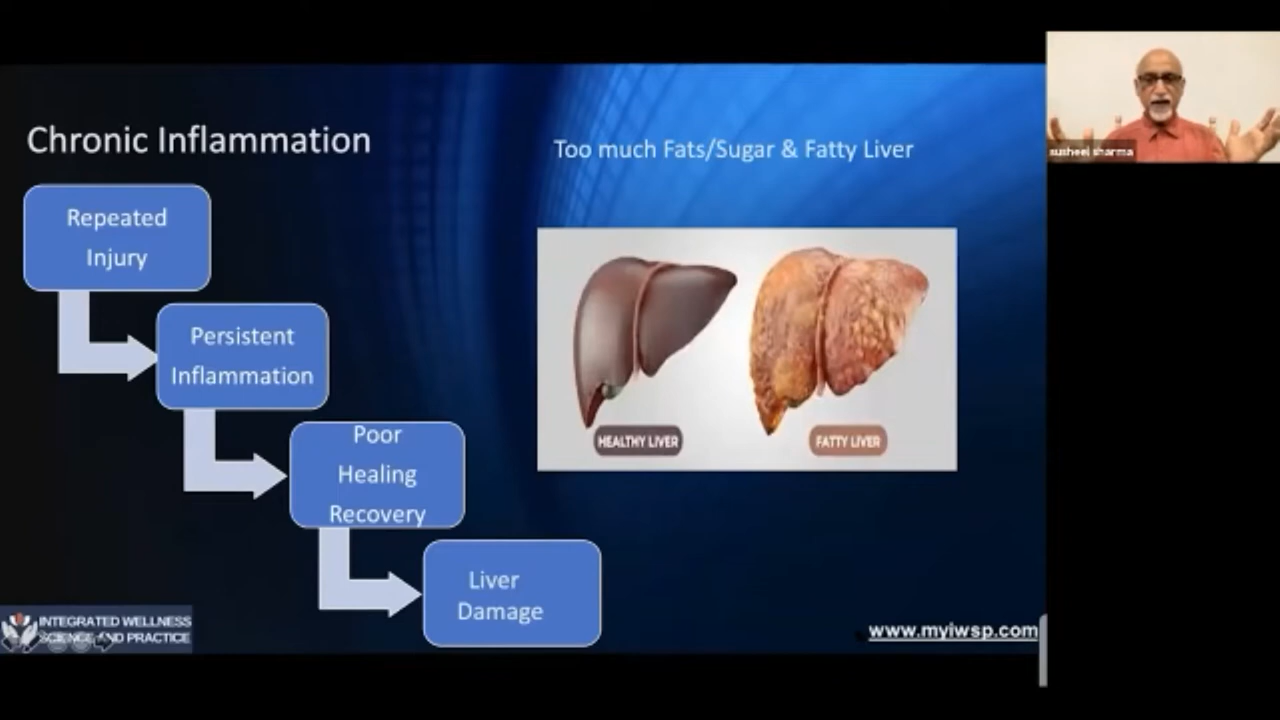 Chronic Inflammation
Too much Fats/Sugar & Fatty Liver
Repeated
Injury
Persistent
Inflammation
Poor
Healing
Recovery
Liver
Damage
HEALTHY LIVER
FATTY LIVER
INTEGRATED WELLNESS
SCIENCE AND PRACTICE
www.myiwsp.com
susheel sharma